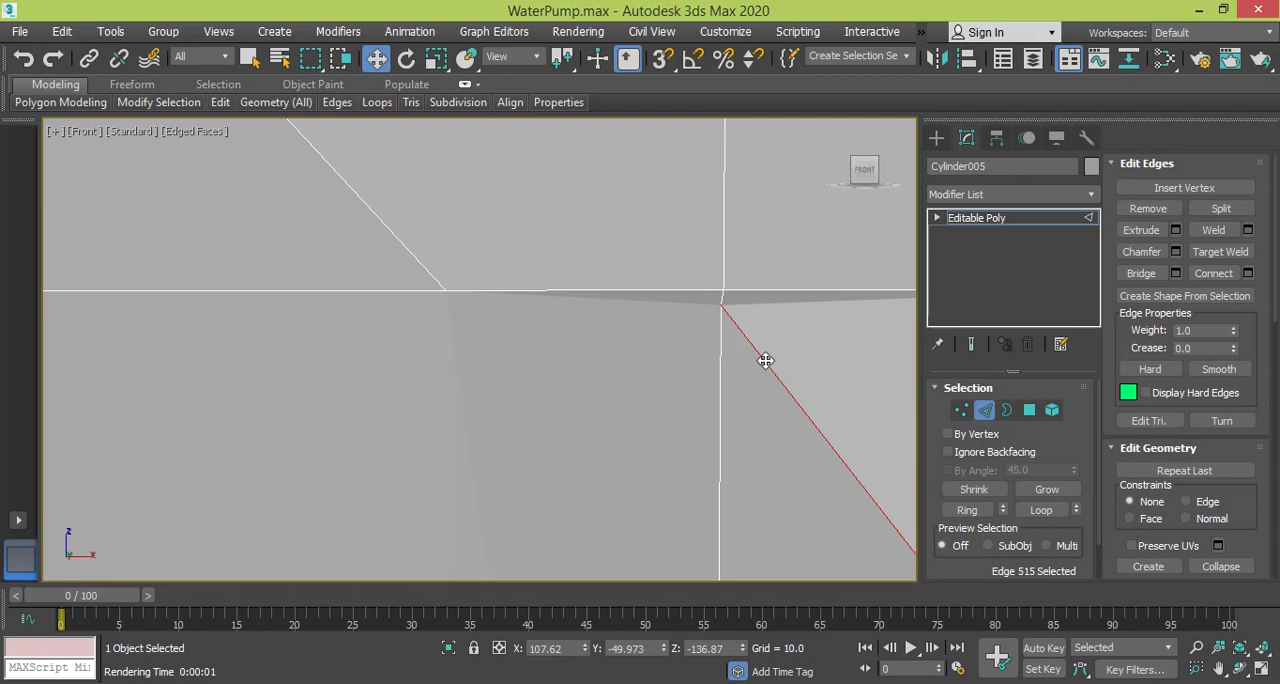 WaterPump.max - Autodesk 3ds Max 2020
File Edit Tools Group Views Create Modifiers Animation Graph Editors Rendering Civil View Customize Scripting Interactive Sign In Workspaces: Default
All View Create Selection Se
Modeling Freeform Selection Object Paint Populate
Polygon Modeling Modify Selection Edit Geometry (All) Edges Loops Tris Subdivision Align Properties
[+] [Front] [Standard] [Edged Faces]
FRONT
z
y x
Cylinder005
Modifier List
Editable Poly
Selection
By Vertex
Ignore Backfacing
By Angle: 45.0
Shrink Grow
Ring Loop
Preview Selection
Off SubObj Multi
Edge 515 Selected
Edit Edges
Insert Vertex
Remove Split
Extrude Weld
Chamfer Target Weld
Bridge Connect
Create Shape From Selection
Edge Properties
Weight: 1.0
Crease: 0.0
Hard Smooth
Display Hard Edges
Edit Tri. Turn
Edit Geometry
Repeat Last
Constraints
None Edge
Face Normal
Preserve UVs
Create Collapse
< 0 / 100 >
0 5 10 15 20 25 30 35 40 45 50 55 60 65 70 75 80 85 90 95 100
1 Object Selected X: 107.62 Y: -49.973 Z: -136.87 Grid = 10.0 Auto Key Selected
MAXScript Mi: Rendering Time 0:00:01 Add Time Tag 0 Set Key Key Filters...